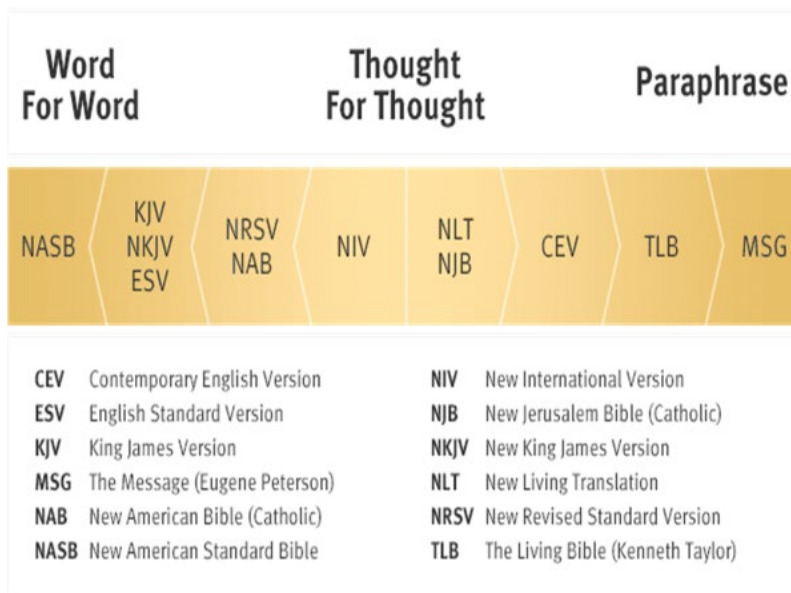 Word
For Word
Thought
For Thought
Paraphrase
NASB
KJV
NKJV
ESV
NRSV
NAB
NIV
NLT
NJB
CEV
TLB
MSG
CEV Contemporary English Version
ESV English Standard Version
KJV King James Version
MSG The Message (Eugene Peterson)
NAB New American Bible (Catholic)
NASB New American Standard Bible
NIV New International Version
NJB New Jerusalem Bible (Catholic)
NKJV New King James Version
NLT New Living Translation
NRSV New Revised Standard Version
TLB The Living Bible (Kenneth Taylor)